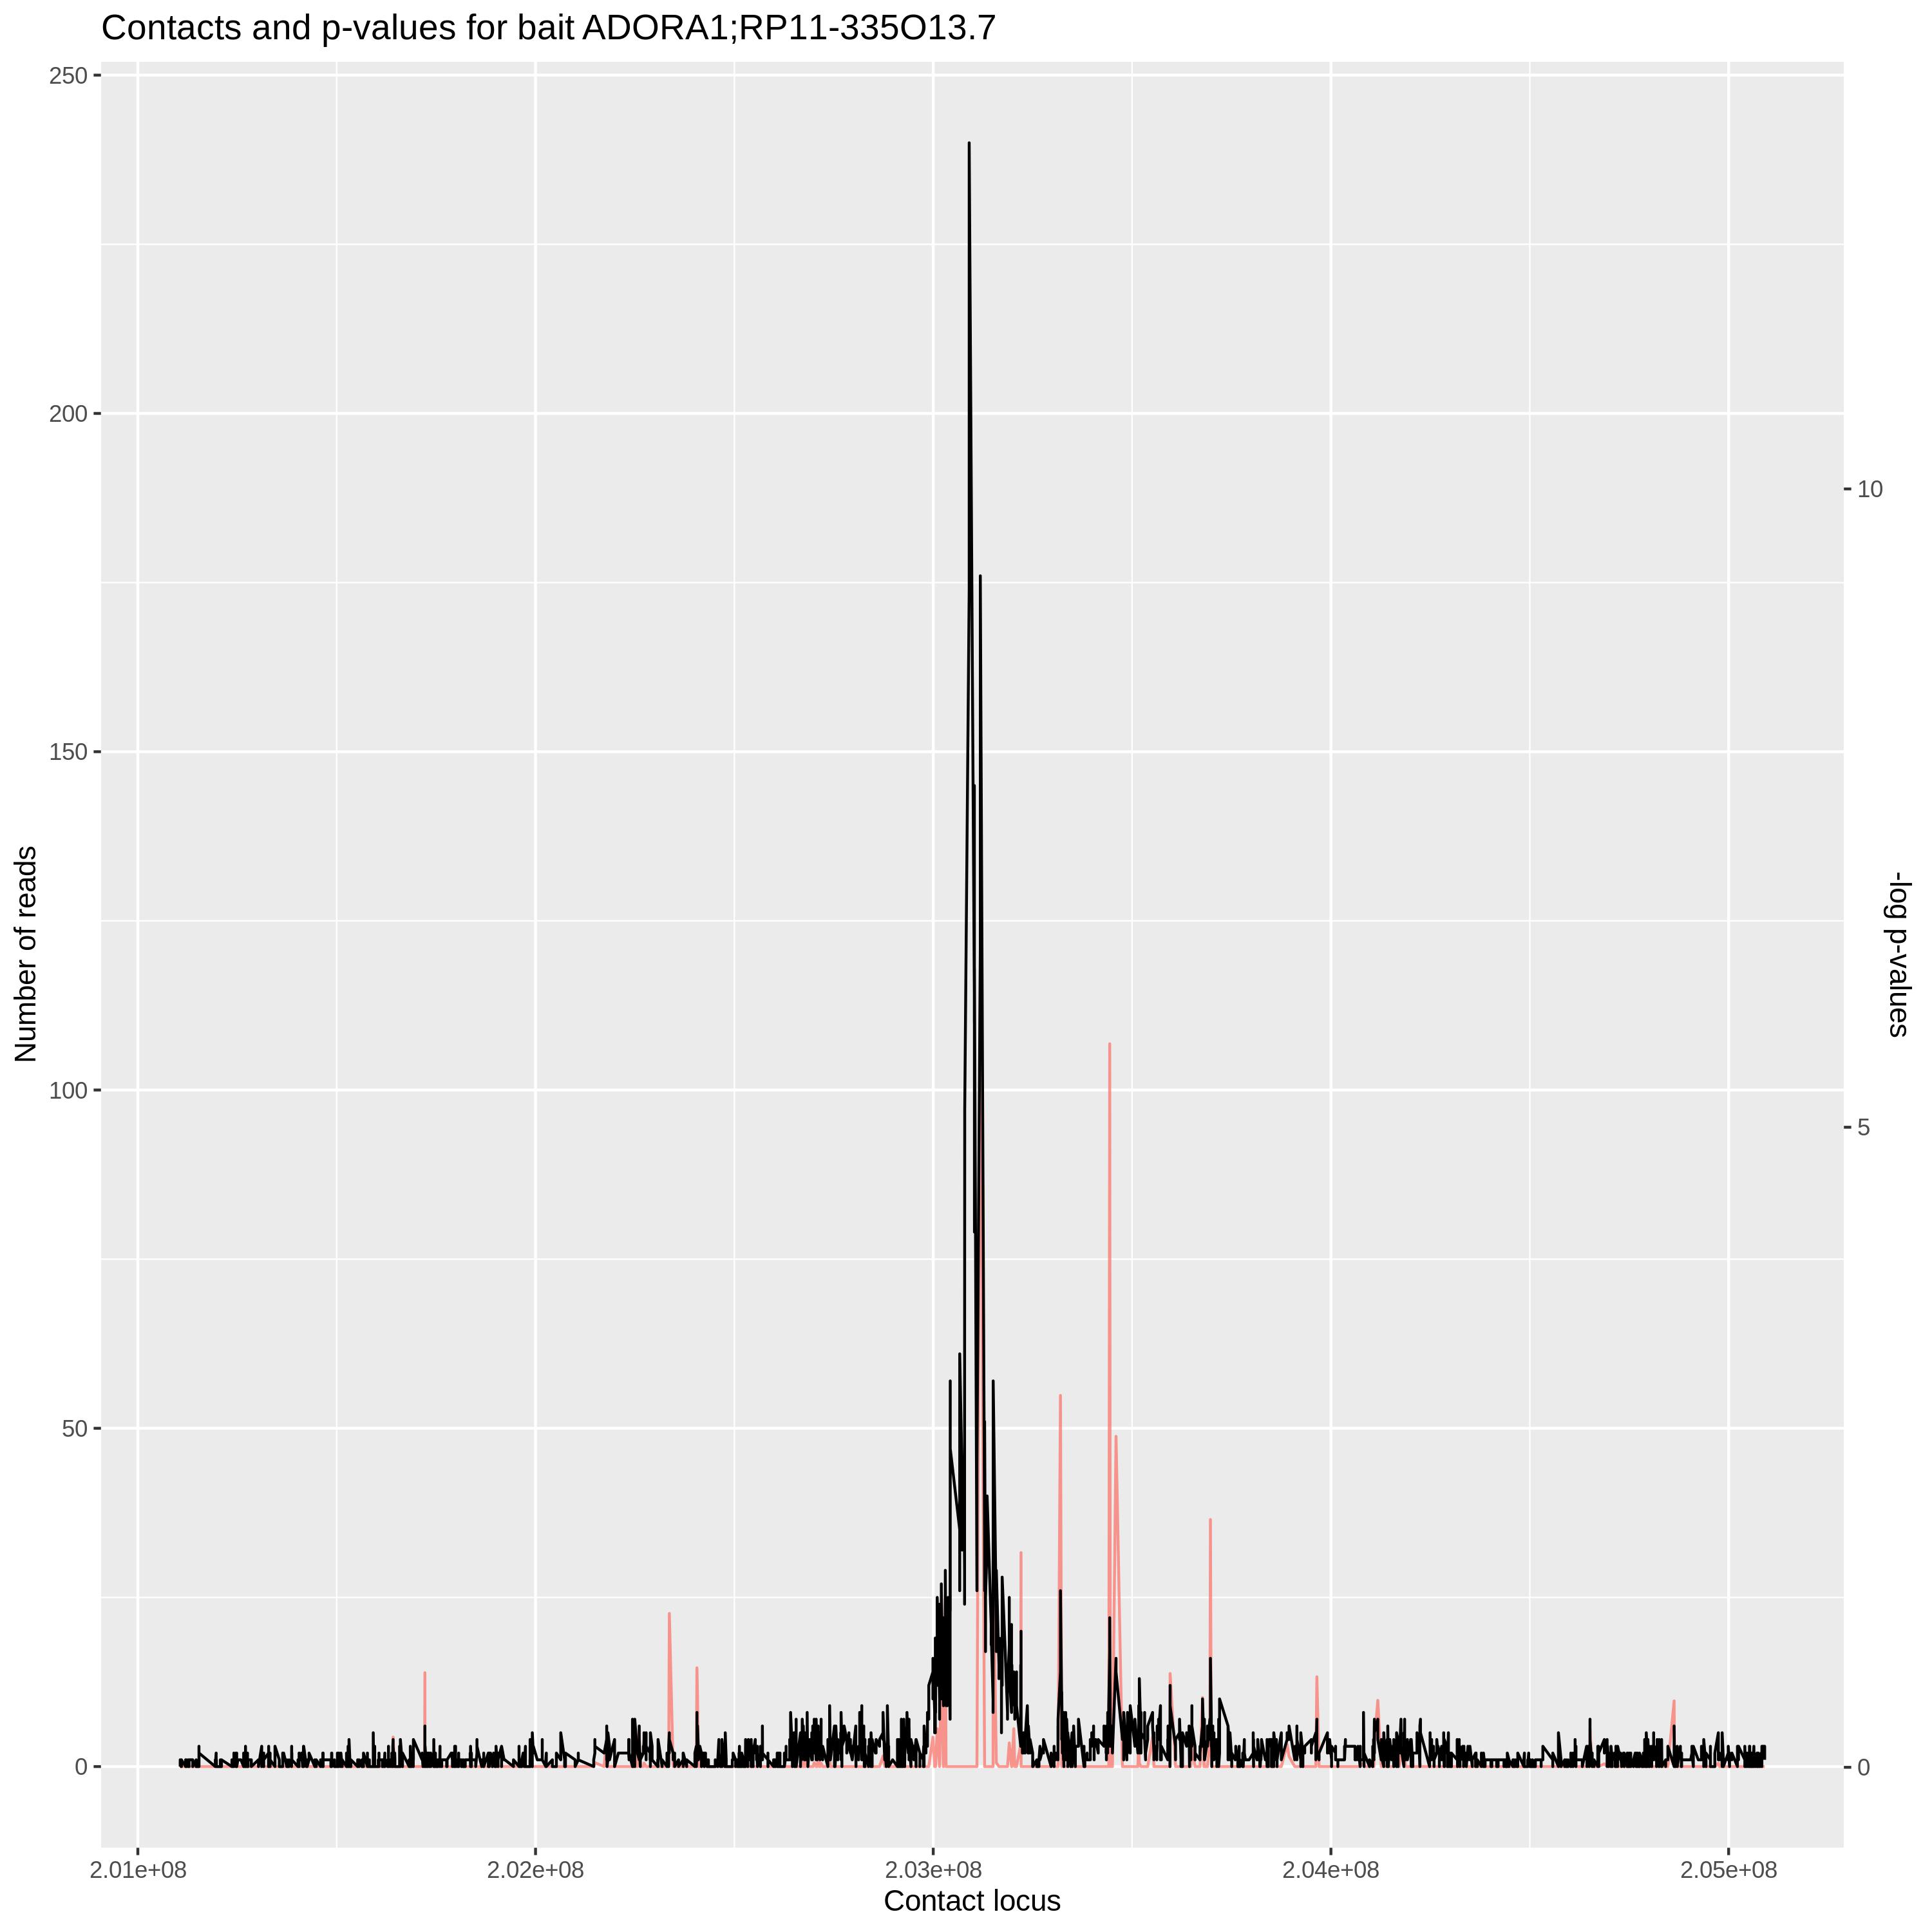 Contacts and p-values for bait ADORA1;RP11-335O13.7
250
200
150
100
50
0
Number of reads
10
5
0
-log p-values
2.01e+08
2.02e+08
2.03e+08
2.04e+08
2.05e+08
Contact locus